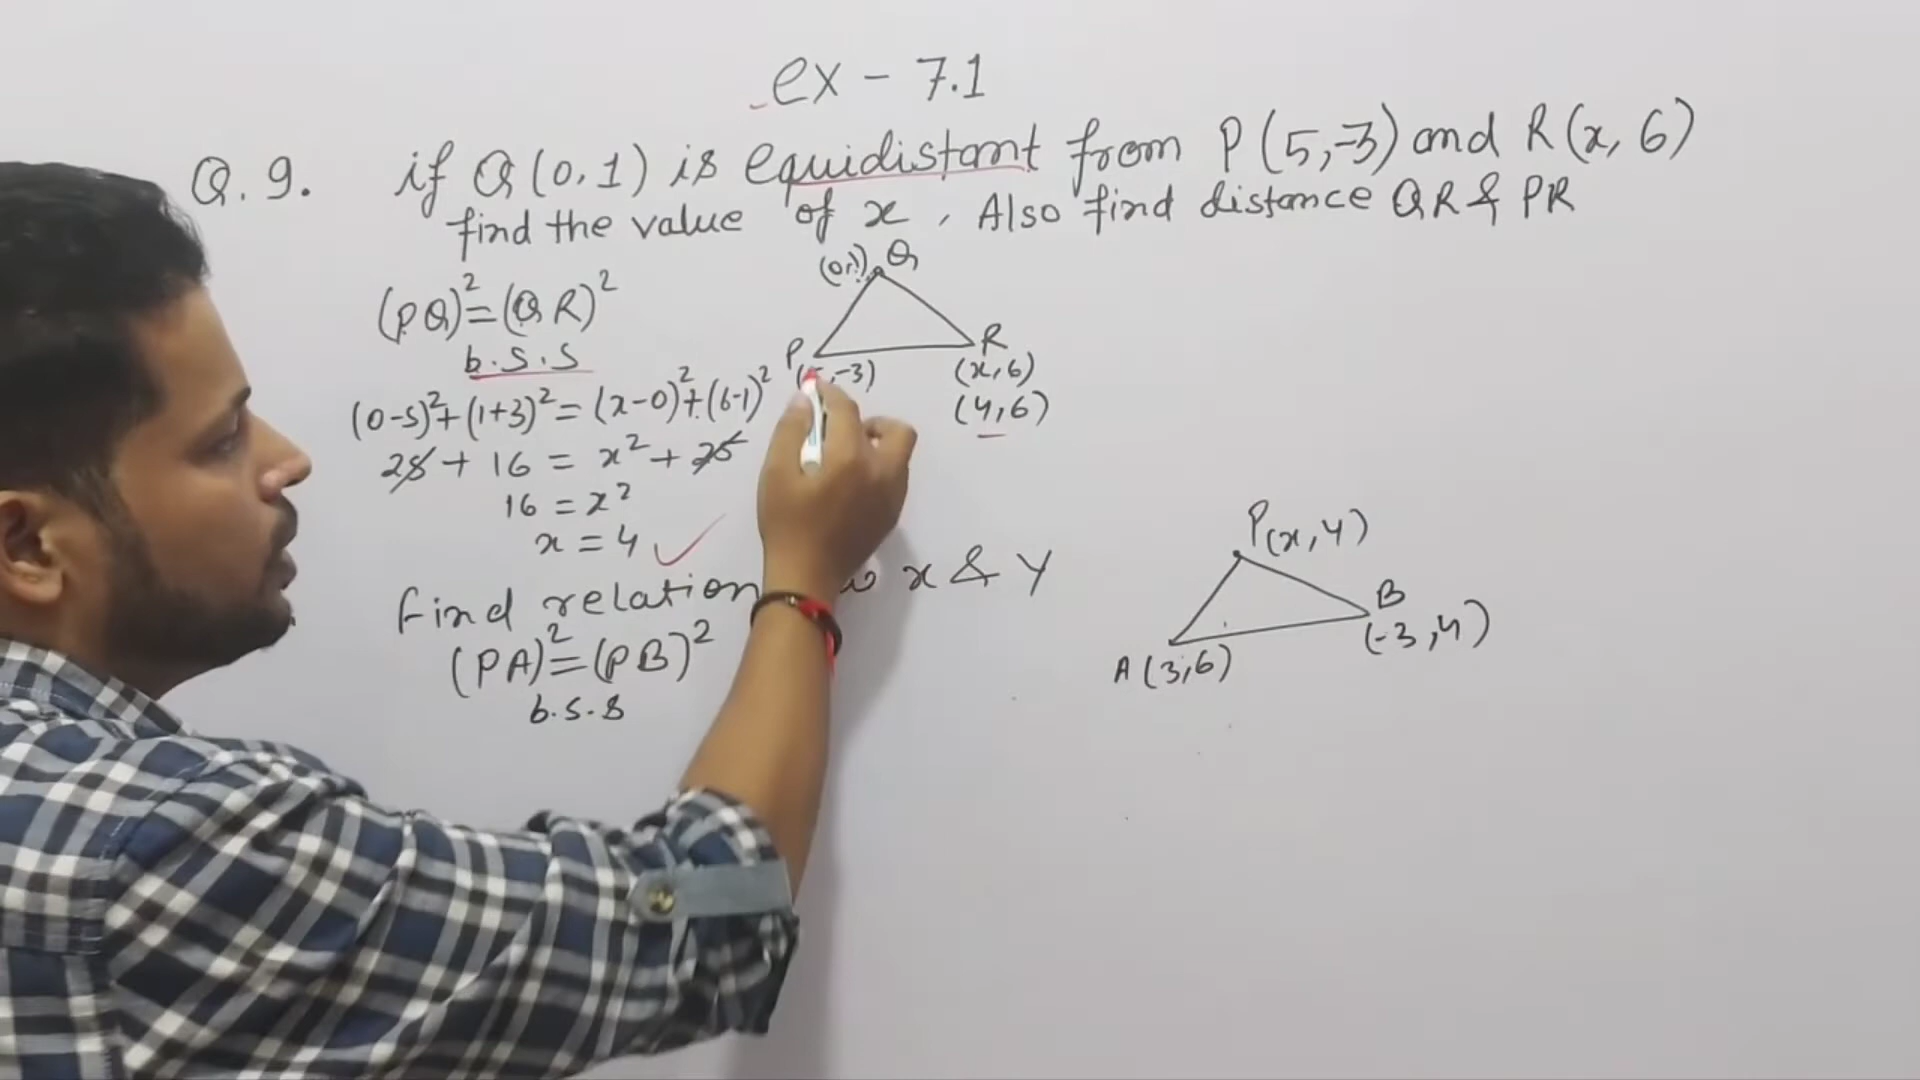 ex - 7.1
Q.9. if Q(0,1) is equidistant from P(5,-3) and R(x, 6)
find the value of x, Also find distance QR & PR
(PQ)²=(QR)²
b.s.s
(0-5)²+(1+3)²=(x-0)²+(6-1)²
25+ 16 = x²+25
16 = x²
x = 4
(0,1) Q
P R
,-3) (x,6)
(4,6)
Find relation x & y
(PA)²=(PB)²
b.s.s
P(x,4)
B
(-3,4)
A(3,6)